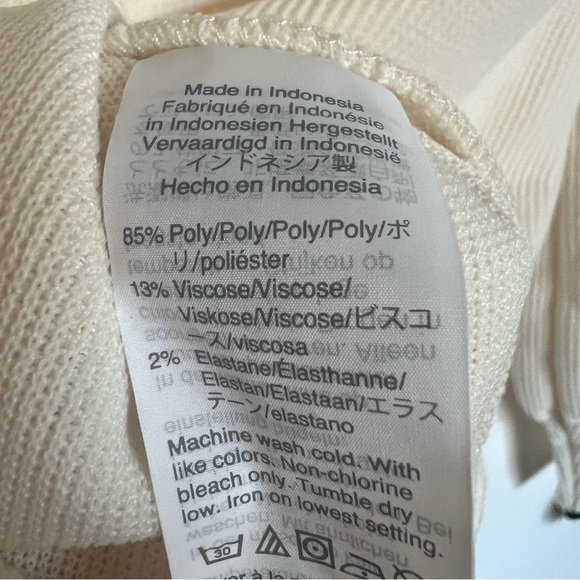 Made in Indonesia
Fabriqué en Indonésie
in Indonesien Hergestellt
Vervaardigd in Indonesië
インドネシア製
Hecho en Indonesia
85% Poly/Poly/Poly/Poly/ポ
リ/poliéster
13% Viscose/Viscose/
Viskose/Viscose/ビスコ
ース/viscosa
2% Elastane/Élasthanne/
Elastan/Elastaan/エラス
テーン/elastano
Machine wash cold. With
like colors. Non-chlorine
bleach only. Tumble dry
low. Iron on lowest setting.
30